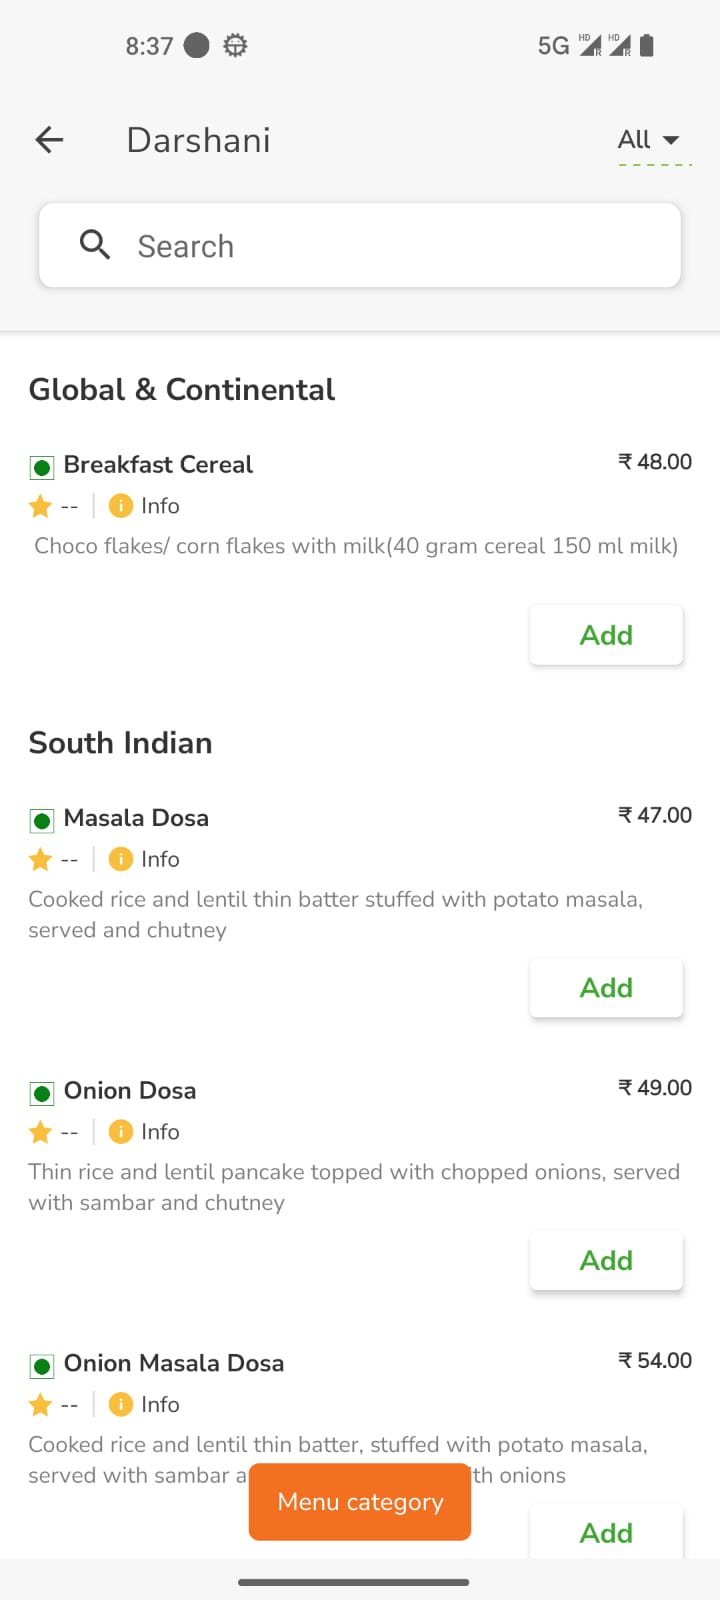 8:37
5G HD R HD R
Darshani
All
Search
Global & Continental
Breakfast Cereal ₹ 48.00
-- | Info
Choco flakes/ corn flakes with milk(40 gram cereal 150 ml milk)
Add
South Indian
Masala Dosa ₹ 47.00
-- | Info
Cooked rice and lentil thin batter stuffed with potato masala,
served and chutney
Add
Onion Dosa ₹ 49.00
-- | Info
Thin rice and lentil pancake topped with chopped onions, served
with sambar and chutney
Add
Onion Masala Dosa ₹ 54.00
-- | Info
Cooked rice and lentil thin batter, stuffed with potato masala,
served with sambar a th onions
Menu category
Add